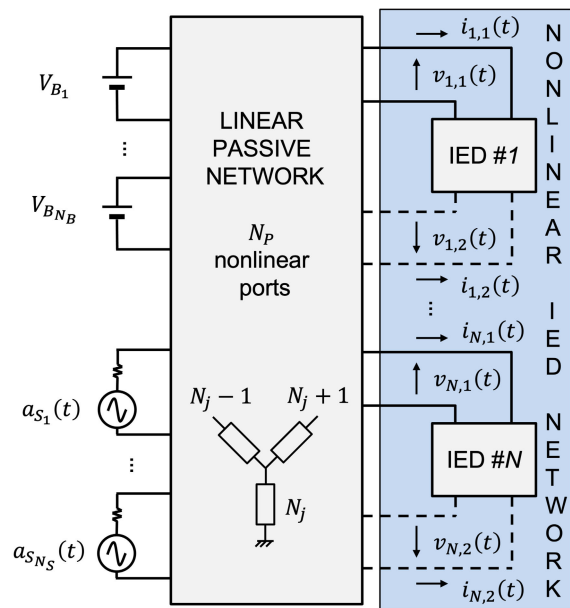 V_{B_1}
...
V_{B_{N_B}}
a_{S_1}(t)
...
a_{S_{N_S}}(t)
LINEAR
PASSIVE
NETWORK
N_P
nonlinear
ports
N_j − 1
N_j + 1
N_j
i_{1,1}(t)
v_{1,1}(t)
IED #1
v_{1,2}(t)
i_{1,2}(t)
...
i_{N,1}(t)
v_{N,1}(t)
IED #N
v_{N,2}(t)
i_{N,2}(t)
NONLINEAR IED NETWORK